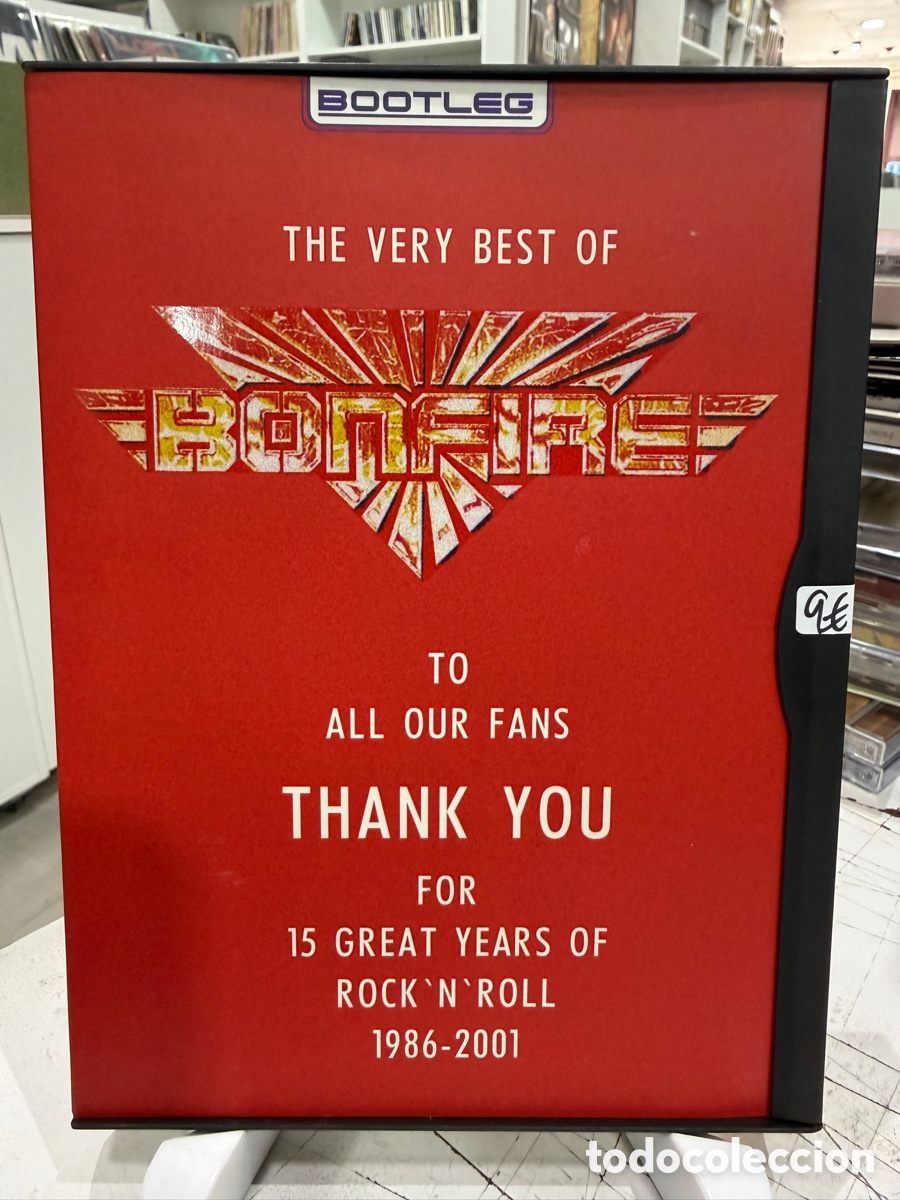 BOOTLEG
THE VERY BEST OF
BONFIRE
TO
ALL OUR FANS
THANK YOU
FOR
15 GREAT YEARS OF
ROCK`N`ROLL
1986-2001
9€
todocoleccion